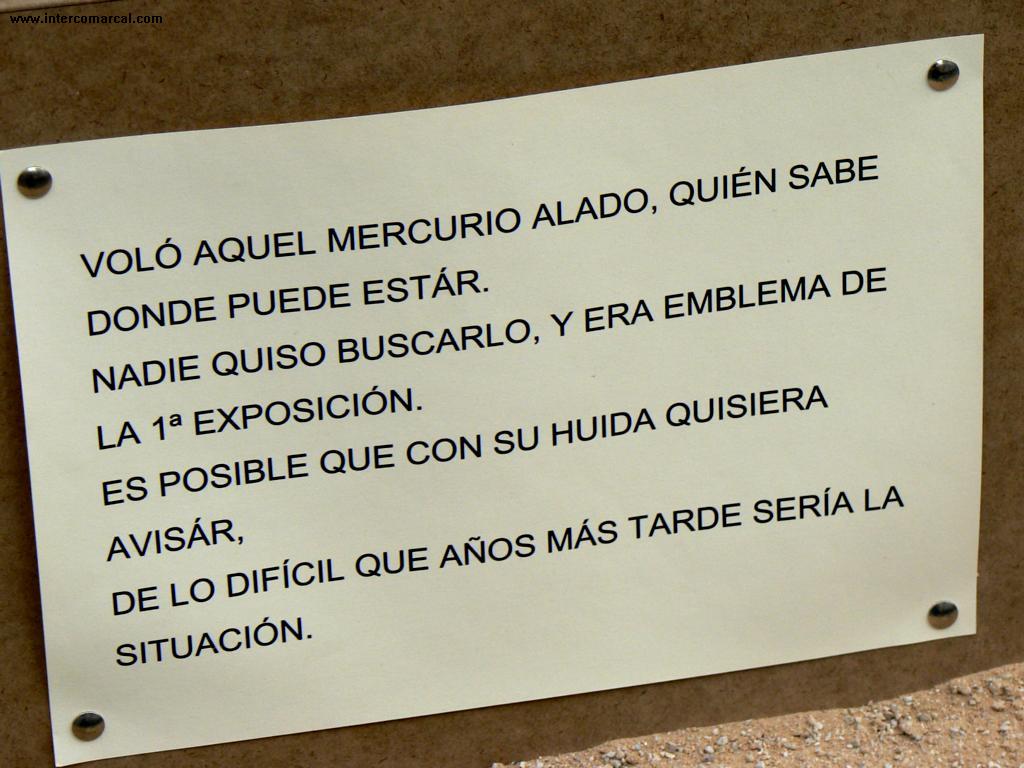 www.intercomarcal.com
VOLÓ AQUEL MERCURIO ALADO, QUIÉN SABE
DONDE PUEDE ESTÁR.
NADIE QUISO BUSCARLO, Y ERA EMBLEMA DE
LA 1ª EXPOSICIÓN.
ES POSIBLE QUE CON SU HUIDA QUISIERA
AVISÁR,
DE LO DIFÍCIL QUE AÑOS MÁS TARDE SERÍA LA
SITUACIÓN.